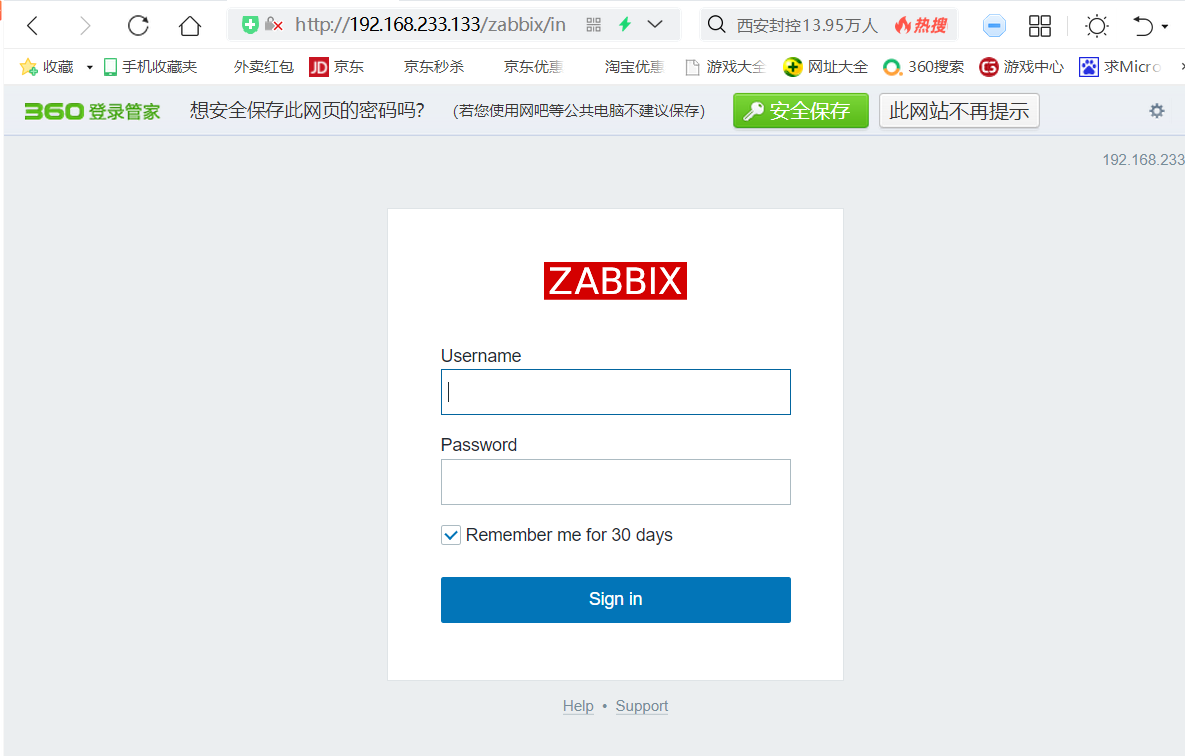 http://192.168.233.133/zabbix/in 西安封控13.95万人 热搜
收藏 手机收藏夹 外卖红包 JD 京东 京东秒杀 京东优惠 淘宝优惠 游戏大全 网址大全 360搜索 G5 游戏中心 求Micro
360登录管家 想安全保存此网页的密码吗? (若您使用网吧等公共电脑不建议保存) 安全保存 此网站不再提示
192.168.233
ZABBIX
Username
Password
Remember me for 30 days
Sign in
Help • Support